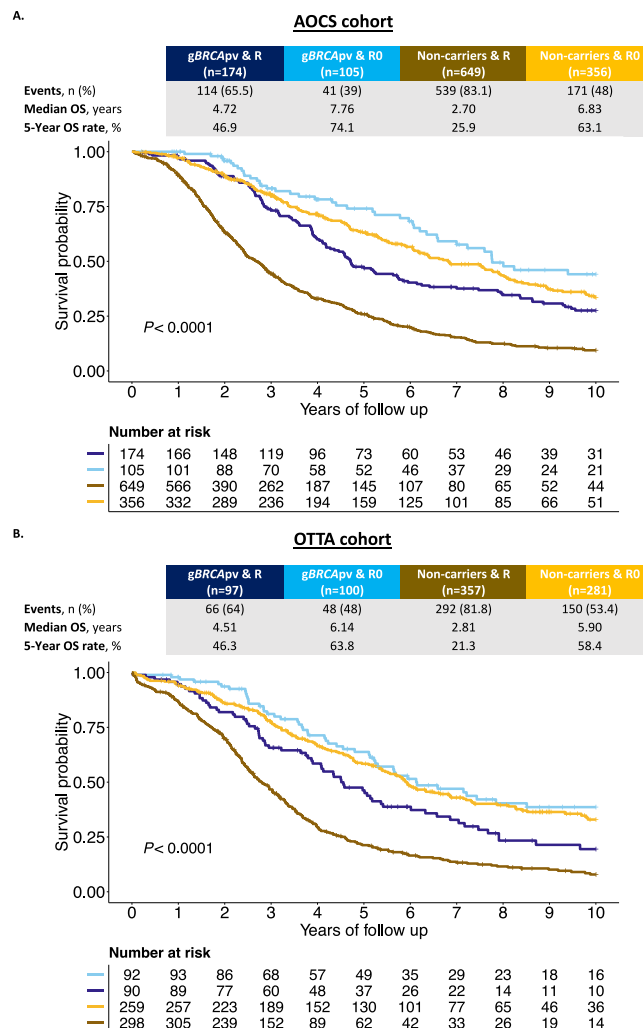 A.
AOCS cohort
gBRCApv & R (n=174) gBRCApv & R0 (n=105) Non-carriers & R (n=649) Non-carriers & R0 (n=356)
Events, n (%) 114 (65.5) 41 (39) 539 (83.1) 171 (48)
Median OS, years 4.72 7.76 2.70 6.83
5-Year OS rate, % 46.9 74.1 25.9 63.1
Survival probability
1.00
0.75
0.50
0.25
0.00
P< 0.0001
0 1 2 3 4 5 6 7 8 9 10
Years of follow up
Number at risk
174 166 148 119 96 73 60 53 46 39 31
105 101 88 70 58 52 46 37 29 24 21
649 566 390 262 187 145 107 80 65 52 44
356 332 289 236 194 159 125 101 85 66 51
B.
OTTA cohort
gBRCApv & R (n=97) gBRCApv & R0 (n=100) Non-carriers & R (n=357) Non-carriers & R0 (n=281)
Events, n (%) 66 (64) 48 (48) 292 (81.8) 150 (53.4)
Median OS, years 4.51 6.14 2.81 5.90
5-Year OS rate, % 46.3 63.8 21.3 58.4
Survival probability
1.00
0.75
0.50
0.25
0.00
P< 0.0001
0 1 2 3 4 5 6 7 8 9 10
Years of follow up
Number at risk
92 93 86 68 57 49 35 29 23 18 16
90 89 77 60 48 37 26 22 14 11 10
259 257 223 189 152 130 101 77 65 46 36
298 305 239 152 89 62 42 33 26 19 14